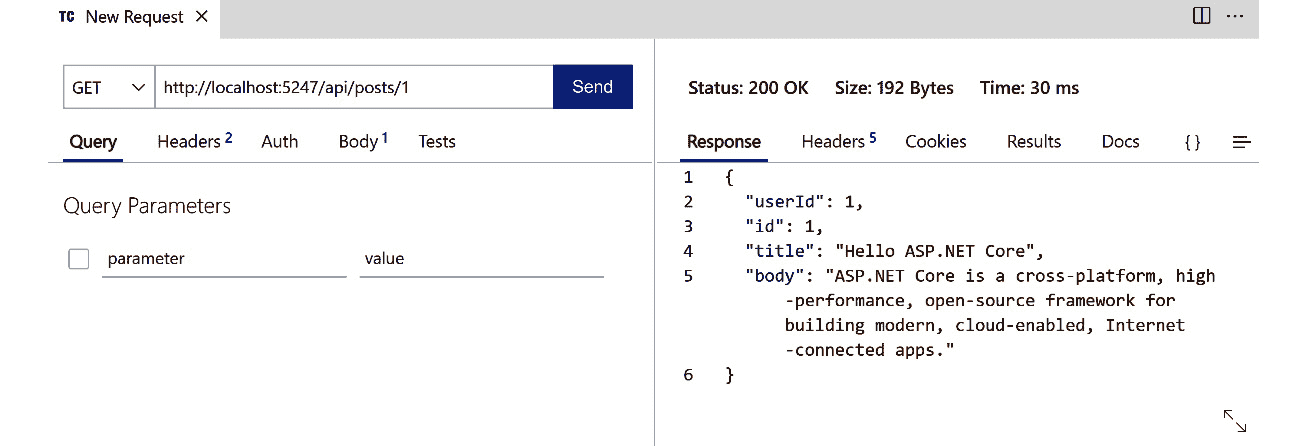 TC New Request ×
GET http://localhost:5247/api/posts/1 Send
Query Headers 2 Auth Body 1 Tests
Query Parameters
parameter value
Status: 200 OK Size: 192 Bytes Time: 30 ms
Response Headers 5 Cookies Results Docs {}
1 {
2 "userId": 1,
3 "id": 1,
4 "title": "Hello ASP.NET Core",
5 "body": "ASP.NET Core is a cross-platform, high
-performance, open-source framework for
building modern, cloud-enabled, Internet
-connected apps."
6 }